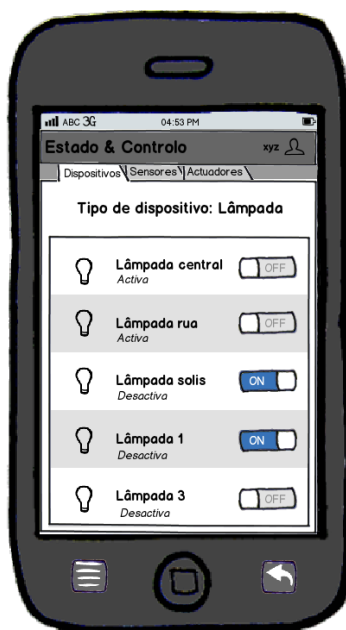 ABC 3G 04:53 PM
Estado & Controlo xyz
Dispositivos Sensores Actuadores
Tipo de dispositivo: Lâmpada
Lâmpada central OFF
Activa
Lâmpada rua OFF
Activa
Lâmpada solis ON
Desactiva
Lâmpada 1 ON
Desactiva
Lâmpada 3 OFF
Desactiva